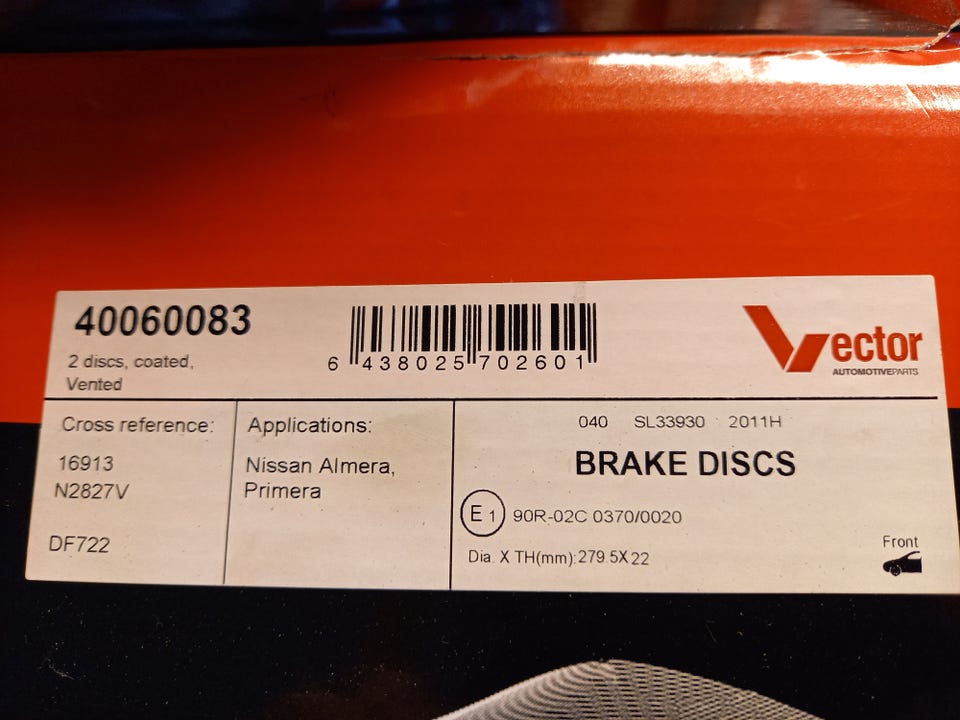 40060083
2 discs, coated,
Vented
6 438025 702601
Vector
AUTOMOTIVEPARTS
Cross reference:
16913
N2827V
DF722
Applications:
Nissan Almera,
Primera
040 SL33930 2011H
BRAKE DISCS
E1 90R-02C 0370/0020
Dia. X TH(mm):279.5X22
Front